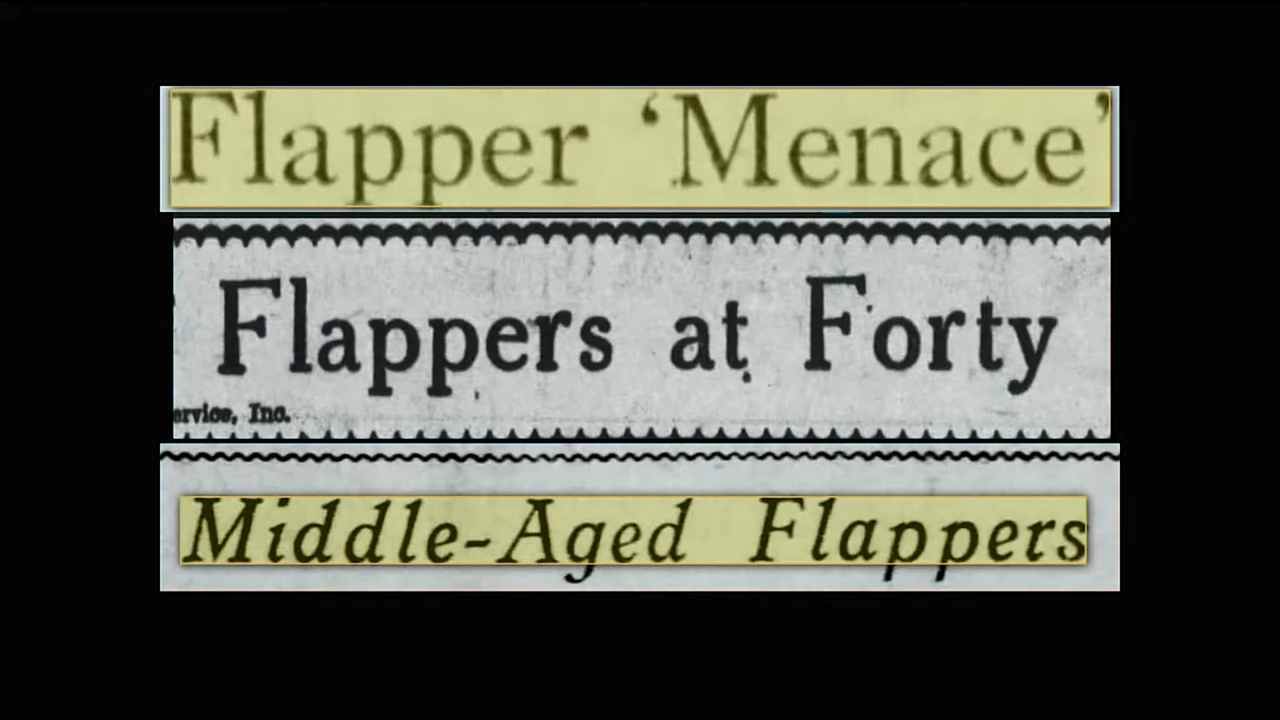 Flapper ‘Menace’
Flappers at Forty
ervice, Inc.
Middle-Aged Flappers